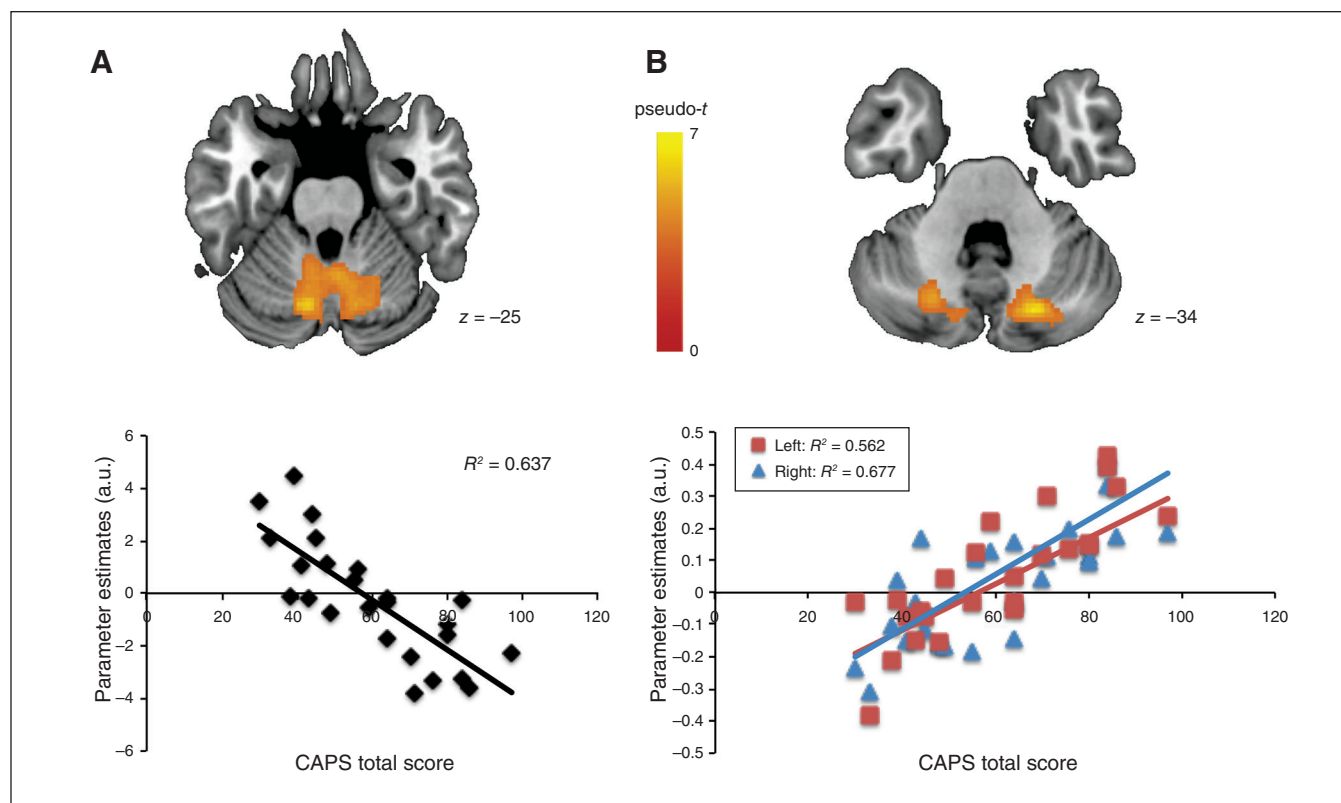 A
B
pseudo-t
7
0
z = –25
z = –34
6
4
2
0
–2
–4
–6
0
20
40
60
80
100
120
R² = 0.637
Parameter estimates (a.u.)
CAPS total score
0.5
0.4
0.3
0.2
0.1
0
–0.1
–0.2
–0.3
–0.4
–0.5
0
20
40
60
80
100
120
Left: R² = 0.562
Right: R² = 0.677
Parameter estimates (a.u.)
CAPS total score